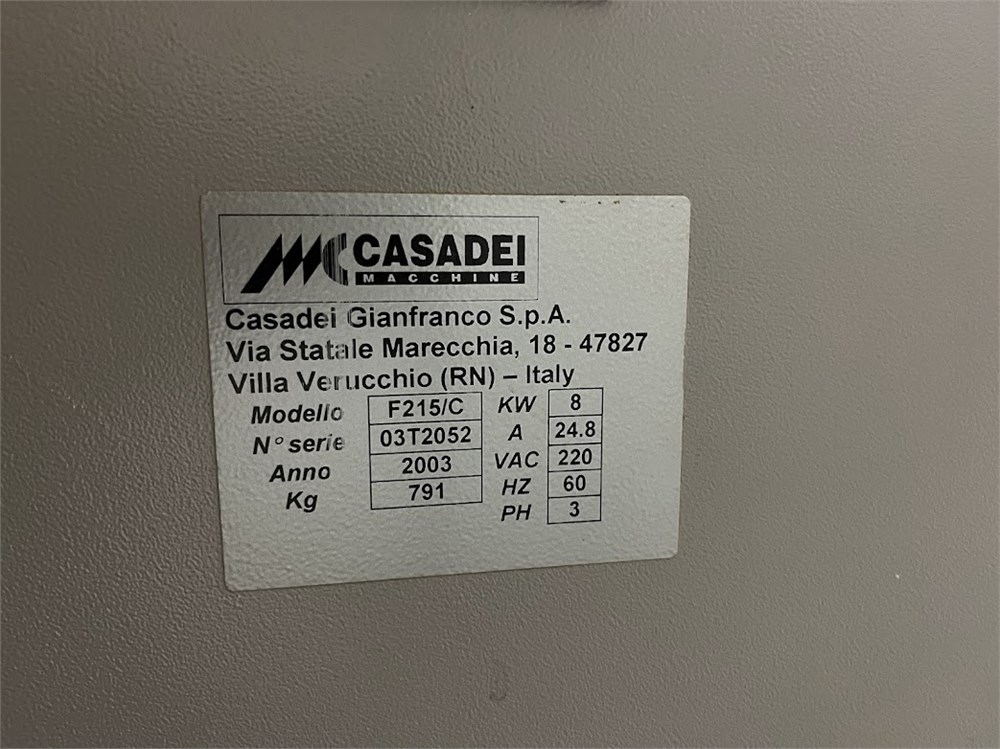 CASADEI
MACCHINE
Casadei Gianfranco S.p.A.
Via Statale Marecchia, 18 - 47827
Villa Verucchio (RN) – Italy
Modello F215/C KW 8
N° serie 03T2052 A 24.8
Anno 2003 VAC 220
Kg 791 HZ 60
PH 3